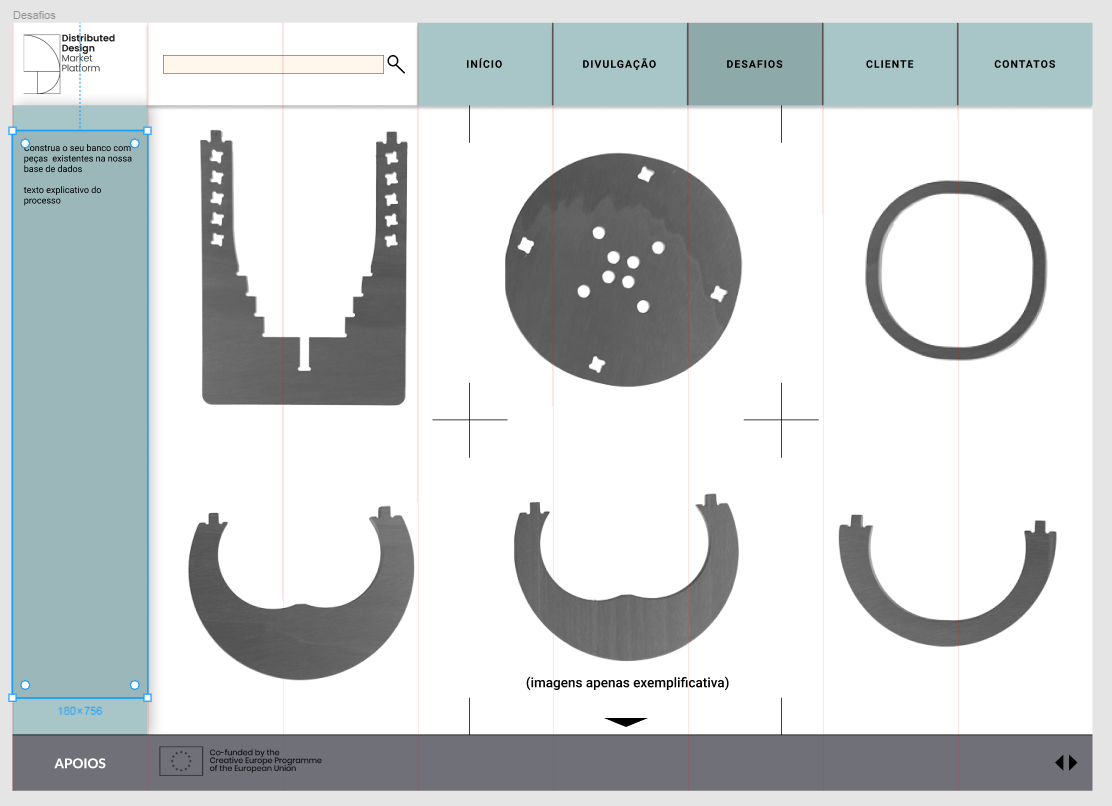 Desafios
Distributed
Design
Market
Platform
INÍCIO
DIVULGAÇÃO
DESAFIOS
CLIENTE
CONTATOS
Construa o seu banco com
peças existentes na nossa
base de dados
texto explicativo do
processo
(imagens apenas exemplificativa)
180×756
APOIOS
Co-funded by the
Creative Europe Programme
of the European Union